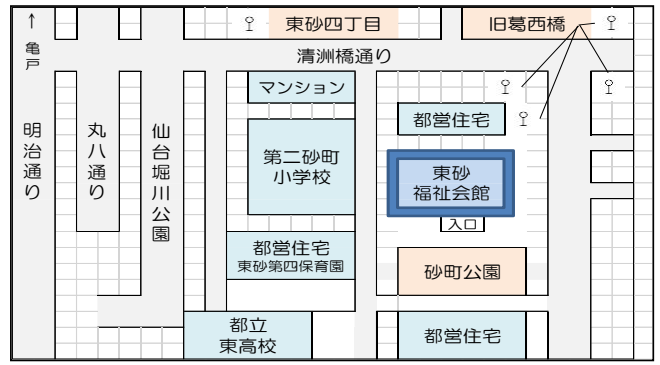 ↑
亀戸
明治通り
丸八通り
仙台堀川公園
東砂四丁目
旧葛西橋
清洲橋通り
マンション
都営住宅
第二砂町
小学校
東砂
福祉会館
入口
都営住宅
東砂第四保育園
砂町公園
都立
東高校
都営住宅